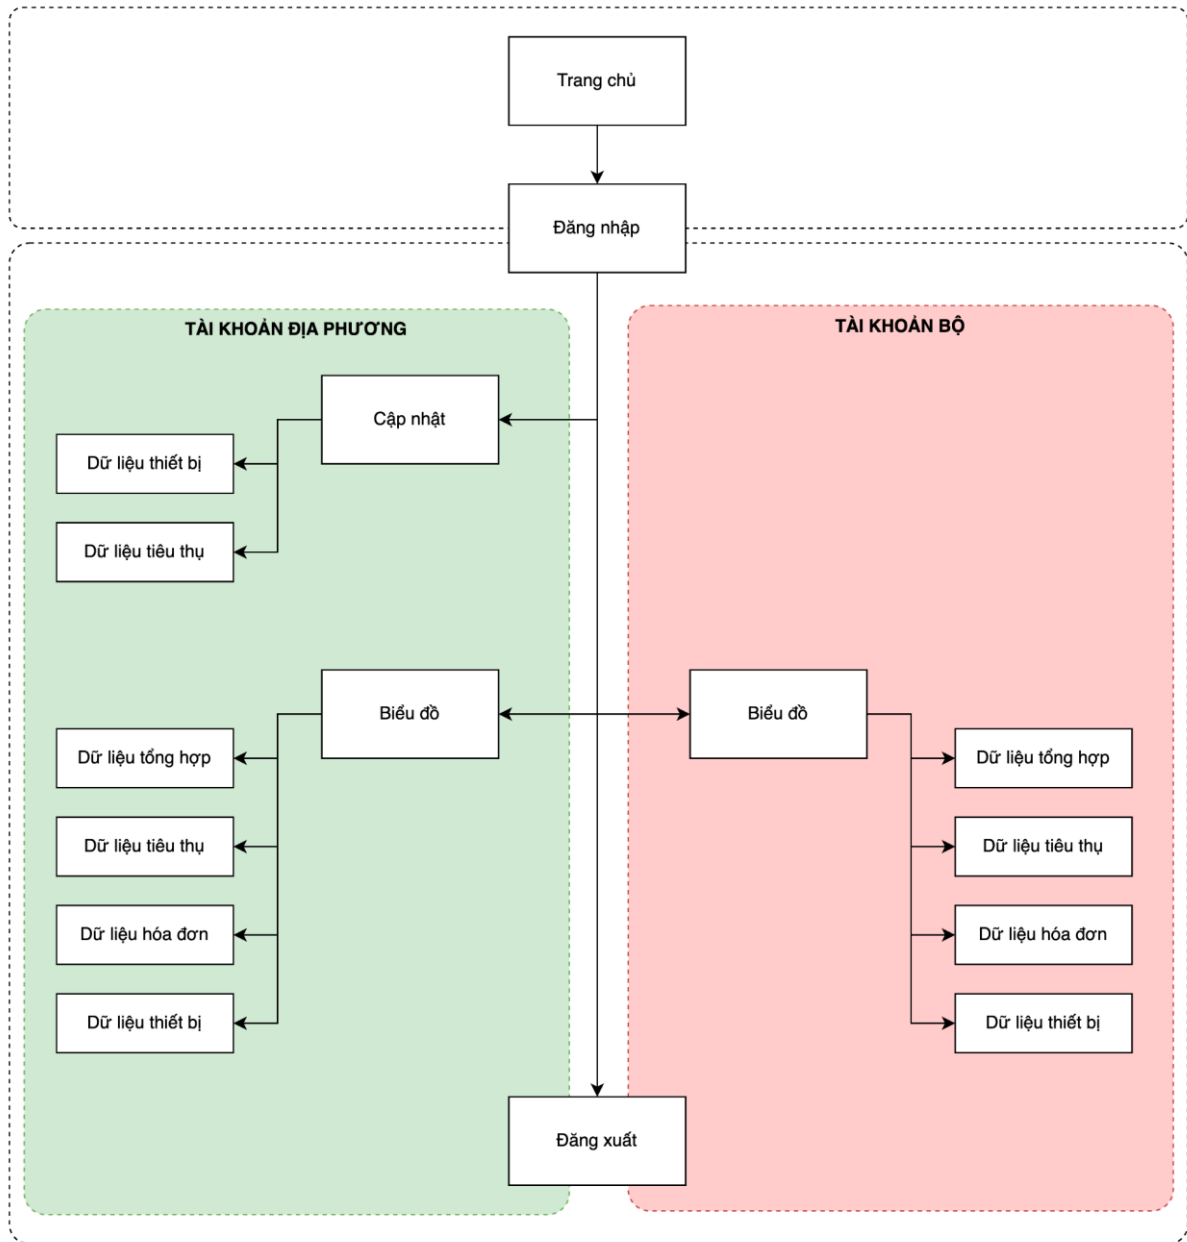 Trang chủ
Đăng nhập
TÀI KHOẢN ĐỊA PHƯƠNG
Cập nhật
Dữ liệu thiết bị
Dữ liệu tiêu thụ
Biểu đồ
Dữ liệu tổng hợp
Dữ liệu tiêu thụ
Dữ liệu hóa đơn
Dữ liệu thiết bị
TÀI KHOẢN BỘ
Biểu đồ
Dữ liệu tổng hợp
Dữ liệu tiêu thụ
Dữ liệu hóa đơn
Dữ liệu thiết bị
Đăng xuất